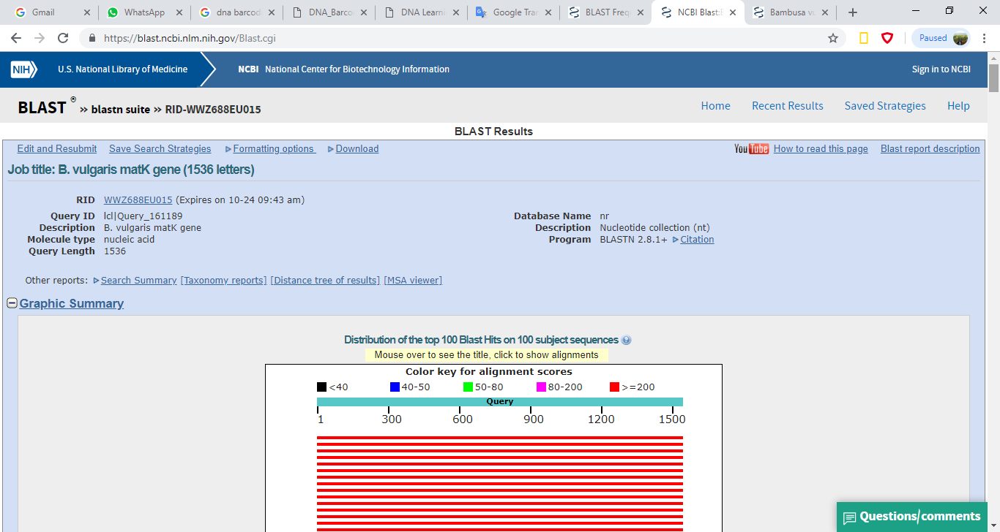 Gmail
WhatsApp
dna barcod
DNA_Barco
DNA Learni
Google Tra
BLAST Freq
NCBI Blast:B
Bambusa vu
https://blast.ncbi.nlm.nih.gov/Blast.cgi
Paused
NIH U.S. National Library of Medicine NCBI National Center for Biotechnology Information Sign in to NCBI
BLAST ® » blastn suite » RID-WWZ688EU015 Home Recent Results Saved Strategies Help
BLAST Results
Edit and Resubmit Save Search Strategies Formatting options Download YouTube How to read this page Blast report description
Job title: B. vulgaris matK gene (1536 letters)
RID WWZ688EU015 (Expires on 10-24 09:43 am)
Query ID lcl|Query_161189
Description B. vulgaris matK gene
Molecule type nucleic acid
Query Length 1536
Database Name nr
Description Nucleotide collection (nt)
Program BLASTN 2.8.1+ Citation
Other reports: Search Summary [Taxonomy reports] [Distance tree of results] [MSA viewer]
Graphic Summary
Distribution of the top 100 Blast Hits on 100 subject sequences
Mouse over to see the title, click to show alignments
Color key for alignment scores
<40 40-50 50-80 80-200 >=200
Query
1 300 600 900 1200 1500
Questions/comments